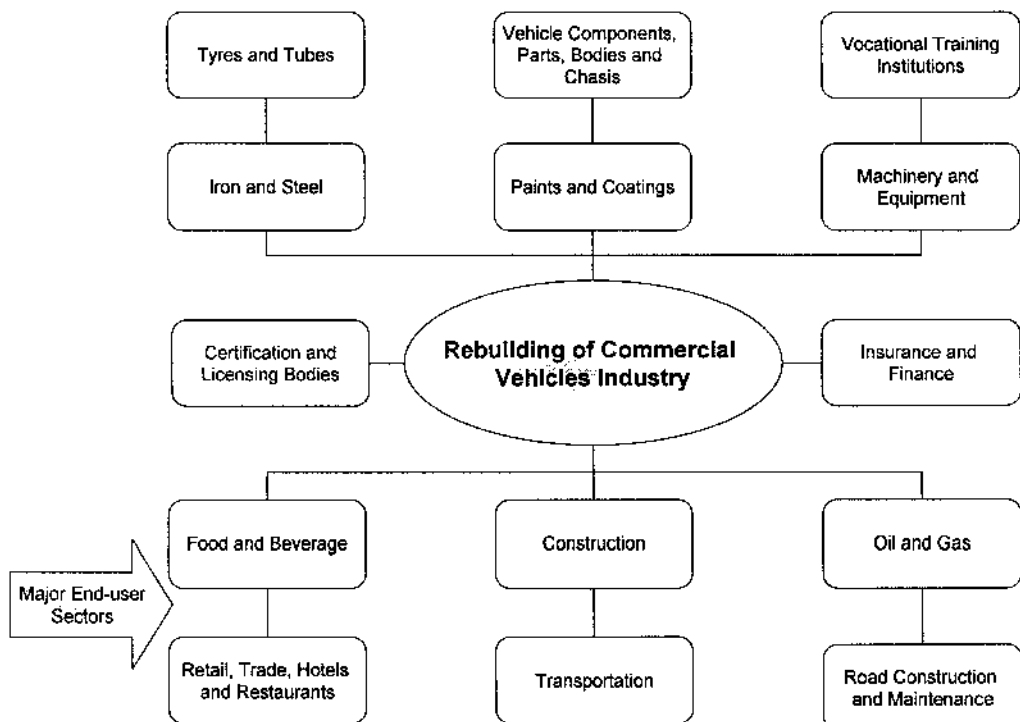 Tyres and Tubes
Vehicle Components,
Parts, Bodies and
Chasis
Vocational Training
Institutions
Iron and Steel
Paints and Coatings
Machinery and
Equipment
Certification and
Licensing Bodies
Rebuilding of Commercial
Vehicles Industry
Insurance and
Finance
Food and Beverage
Construction
Oil and Gas
Major End-user
Sectors
Retail, Trade, Hotels
and Restaurants
Transportation
Road Construction
and Maintenance